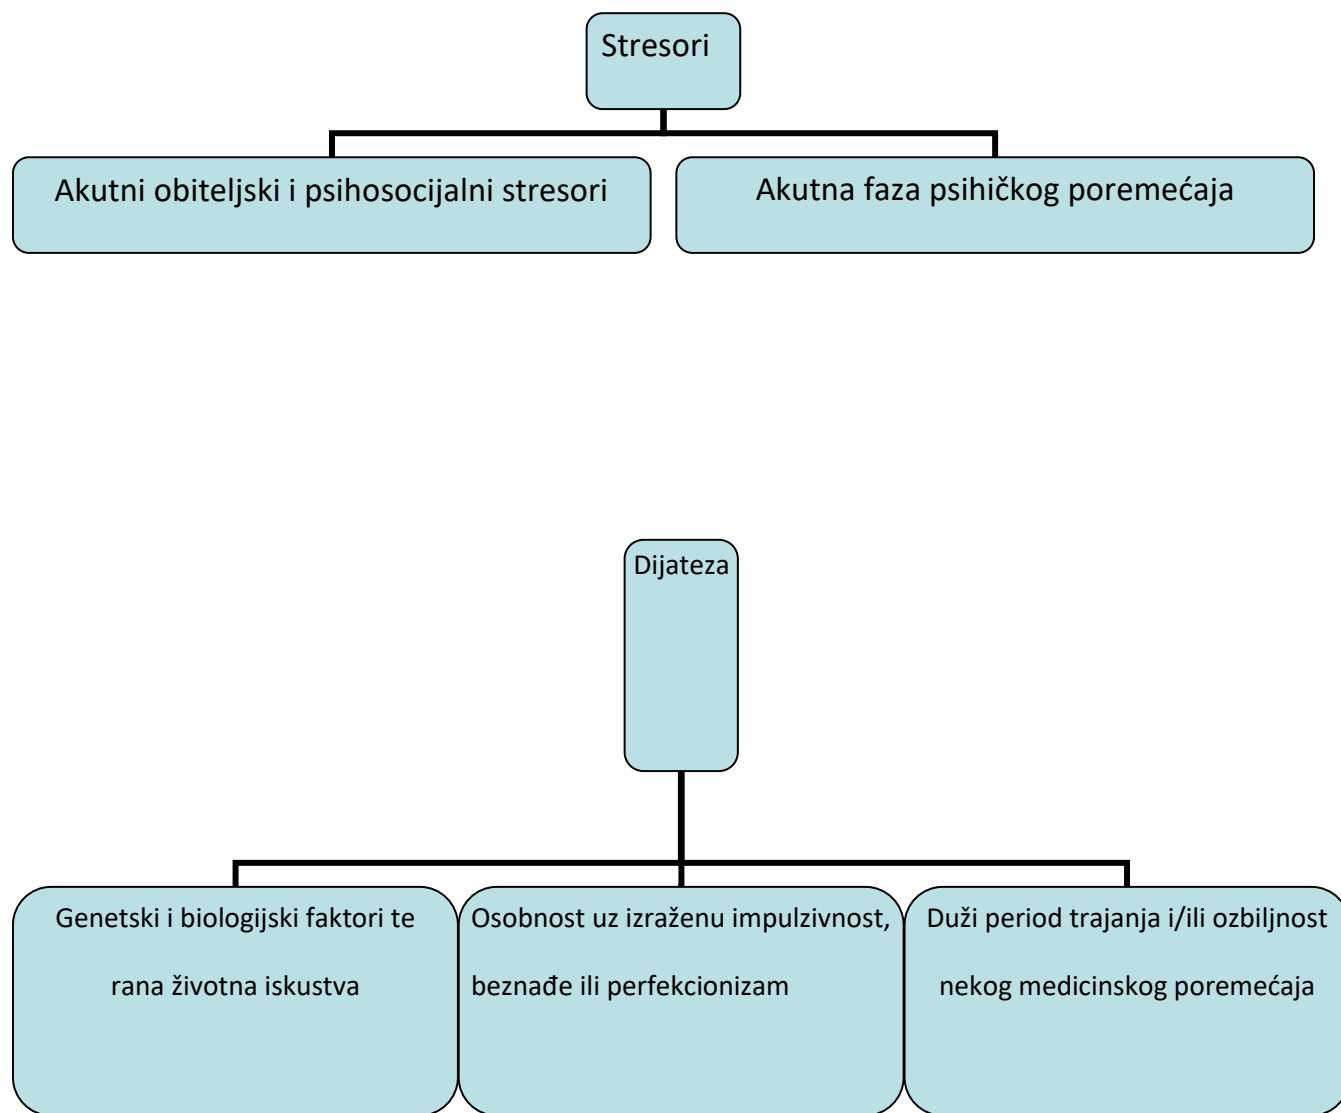 Stresori
Akutni obiteljski i psihosocijalni stresori
Akutna faza psihičkog poremećaja
Dijateza
Genetski i biologijski faktori te
rana životna iskustva
Osobnost uz izraženu impulzivnost,
beznađe ili perfekcionizam
Duži period trajanja i/ili ozbiljnost
nekog medicinskog poremećaja